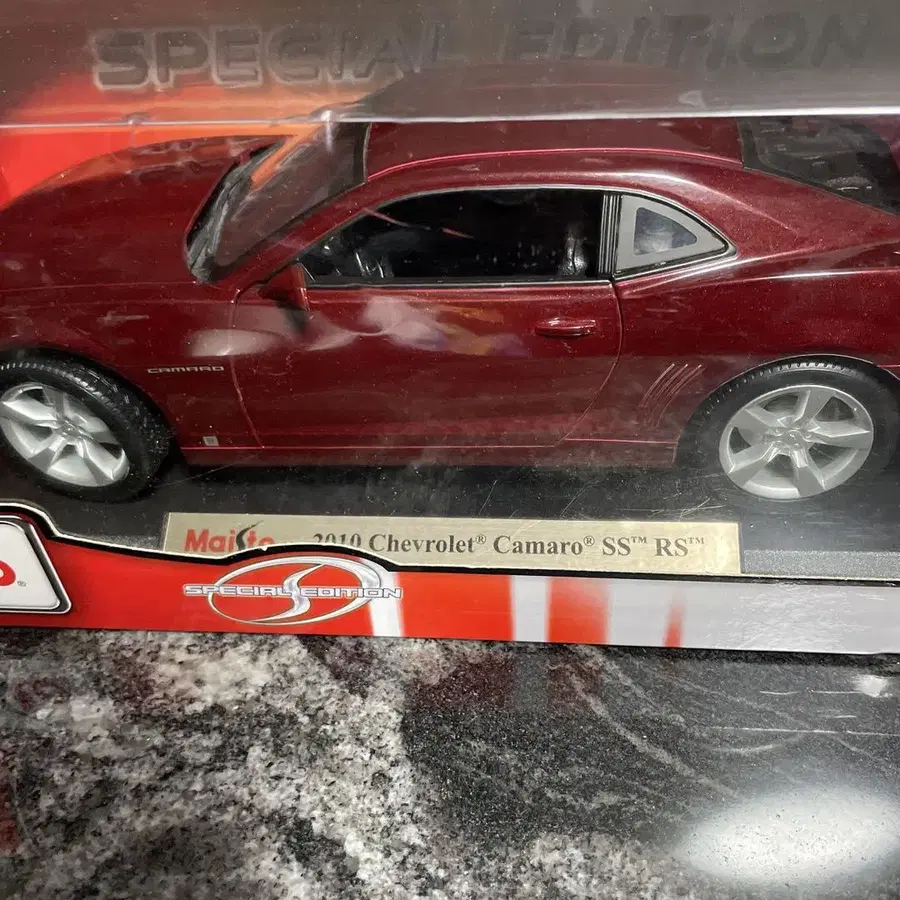 SPECIAL EDITION
CAMARO
Maisto 2010 Chevrolet® Camaro® SS™ RS™
SPECIAL EDITION
o®